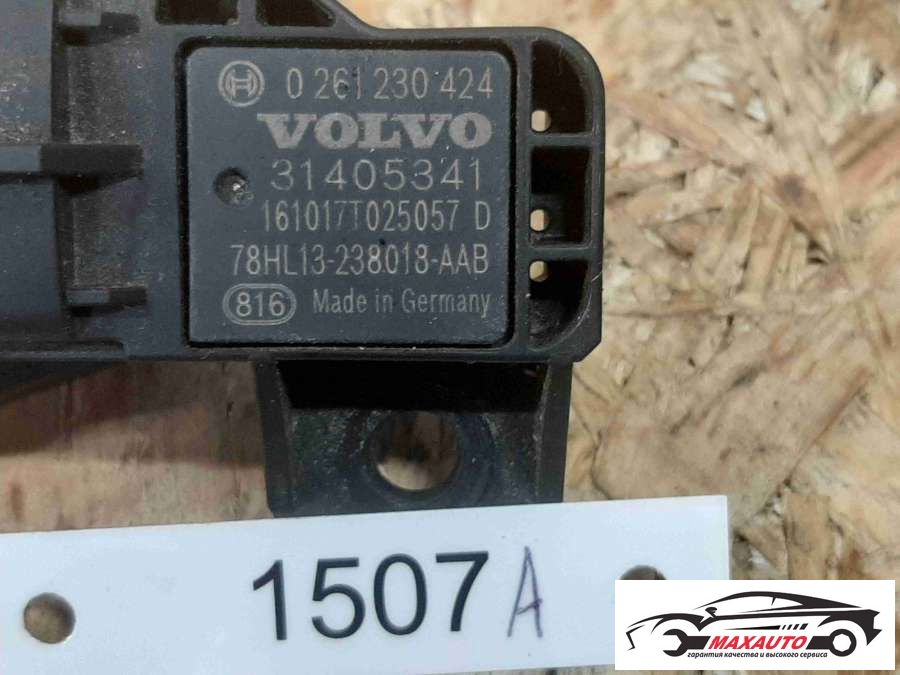 0 261 230 424
VOLVO
31405341
161017T025057 D
78HL13-238018-AAB
816 Made in Germany
1507 A
MAXAUTO
гарантия качества и высокого сервиса